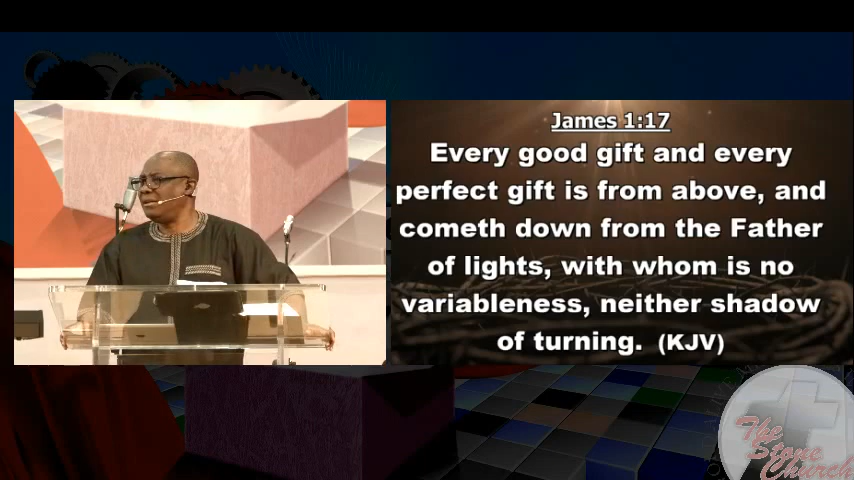 James 1:17
Every good gift and every
perfect gift is from above, and
cometh down from the Father
of lights, with whom is no
variableness, neither shadow
of turning. (KJV)
The
Stone
Church